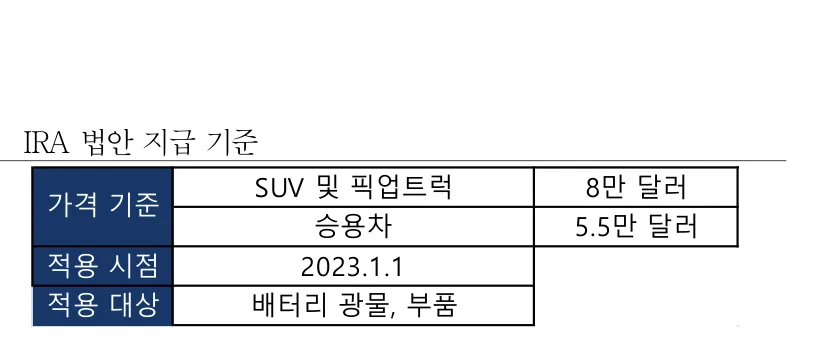 IRA 법안 지급 기준
가격 기준 SUV 및 픽업트럭 8만 달러
승용차 5.5만 달러
적용 시점 2023.1.1
적용 대상 배터리 광물, 부품